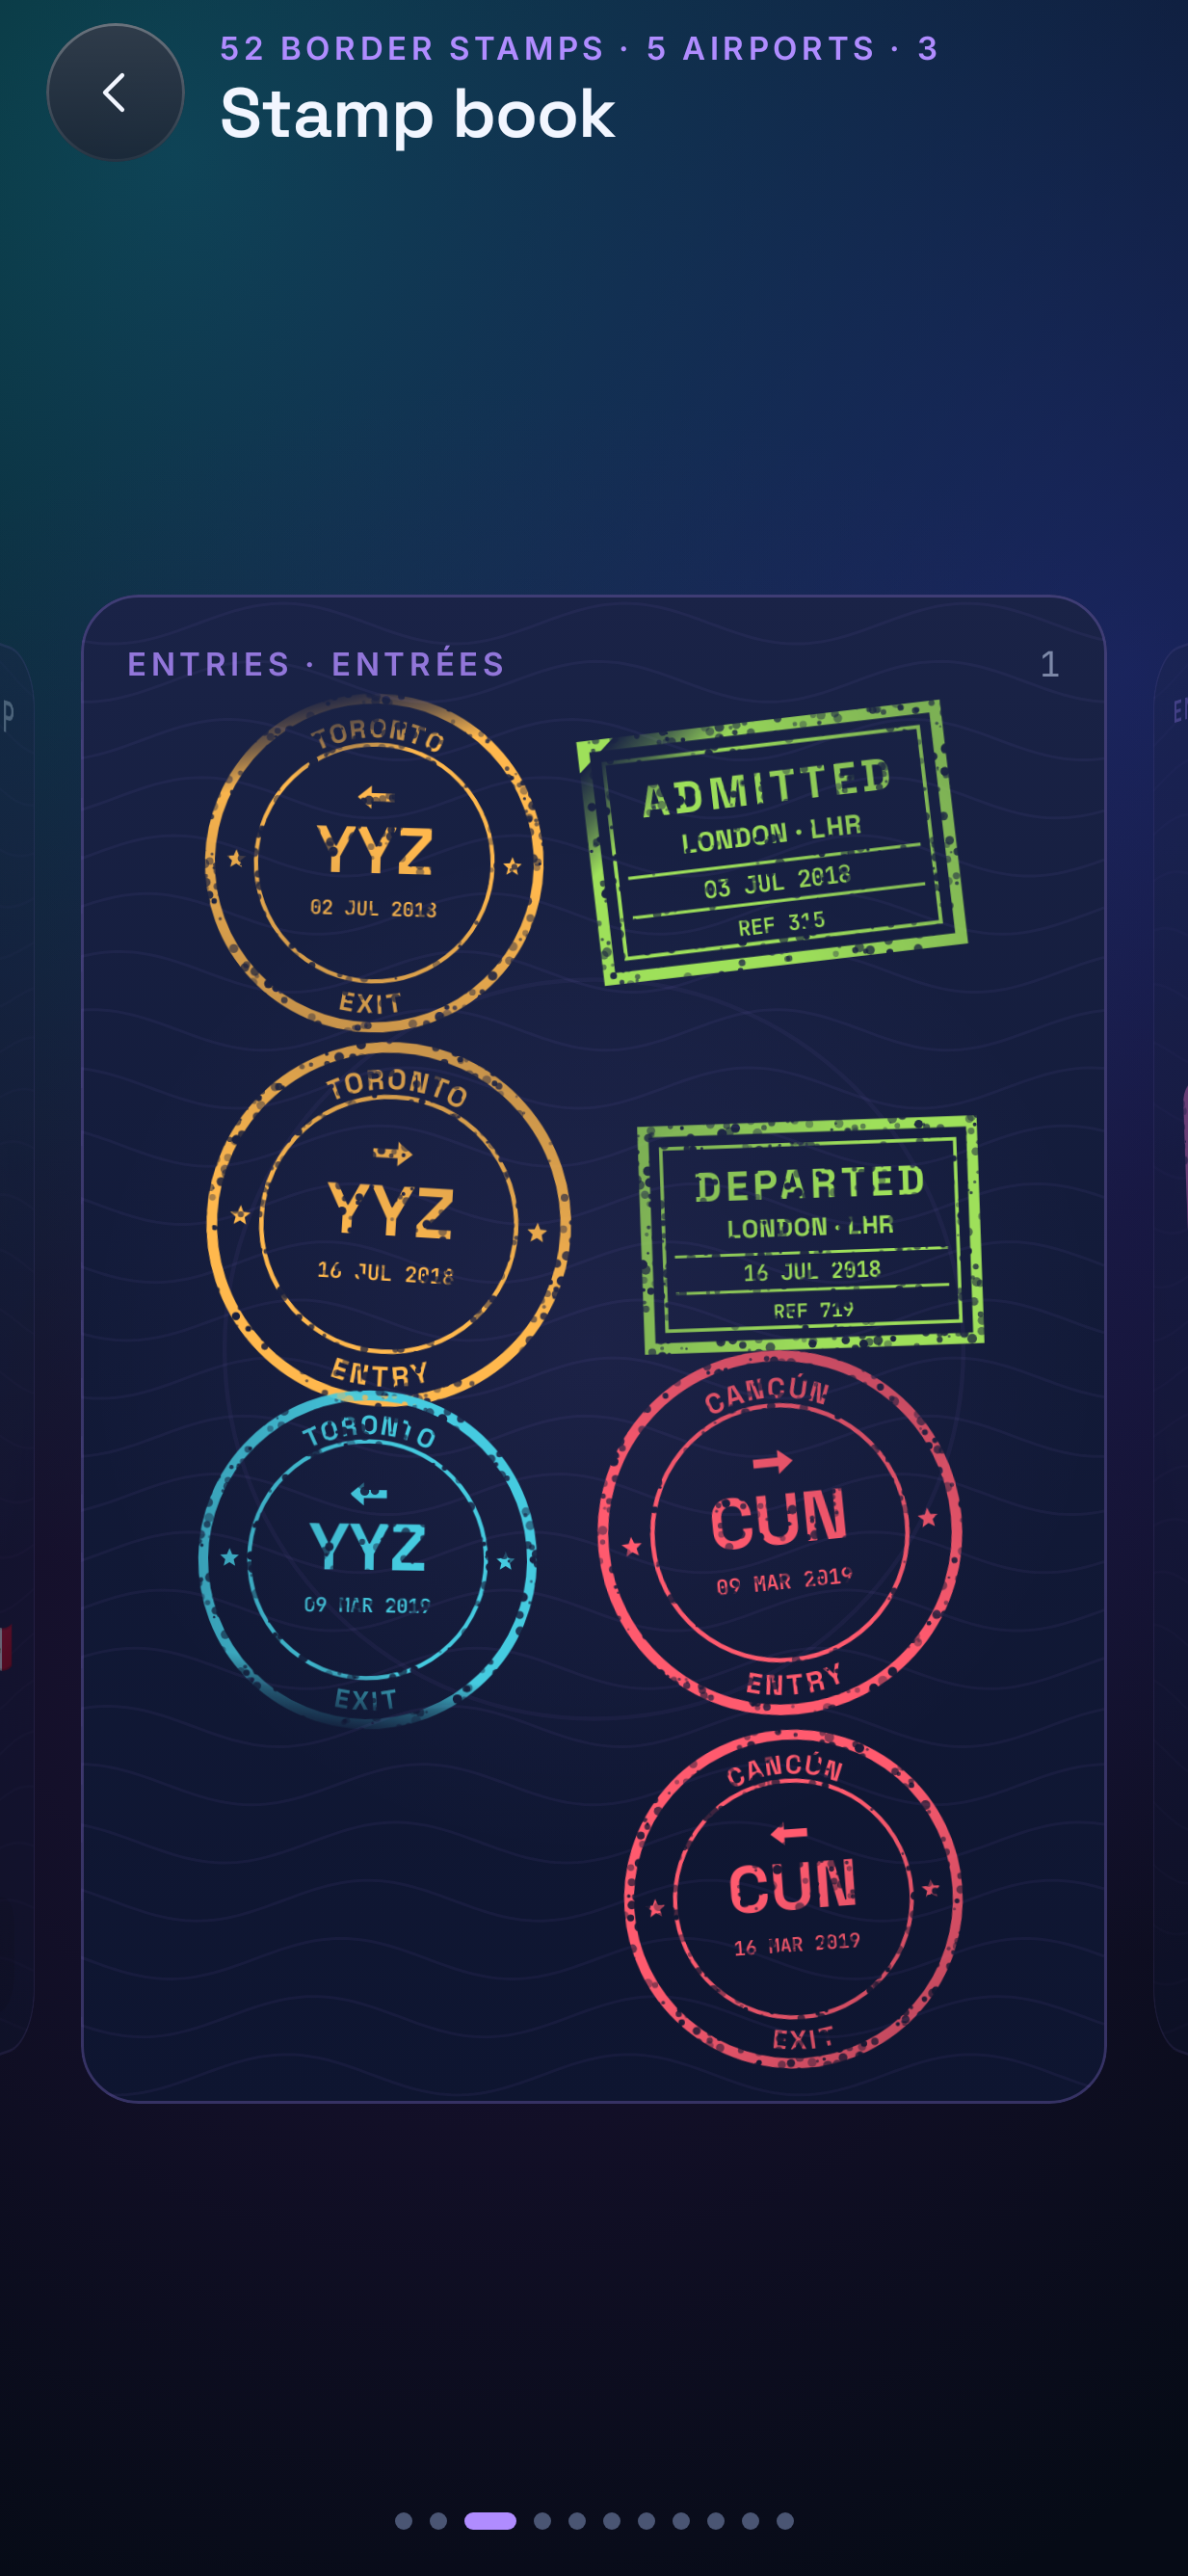 52 BORDER STAMPS · 5 AIRPORTS · 3
Stamp book
ENTRIES · ENTRÉES
1
P
TORONTO
YYZ
02 JUL 2018
EXIT
ADMITTED
LONDON · LHR
03 JUL 2018
REF 315
TORONTO
YYZ
16 JUL 2018
ENTRY
DEPARTED
LONDON · LHR
16 JUL 2018
REF 719
TORONTO
YYZ
09 MAR 2019
EXIT
CANCÚN
CUN
09 MAR 2019
ENTRY
CANCÚN
CUN
16 MAR 2019
EXIT